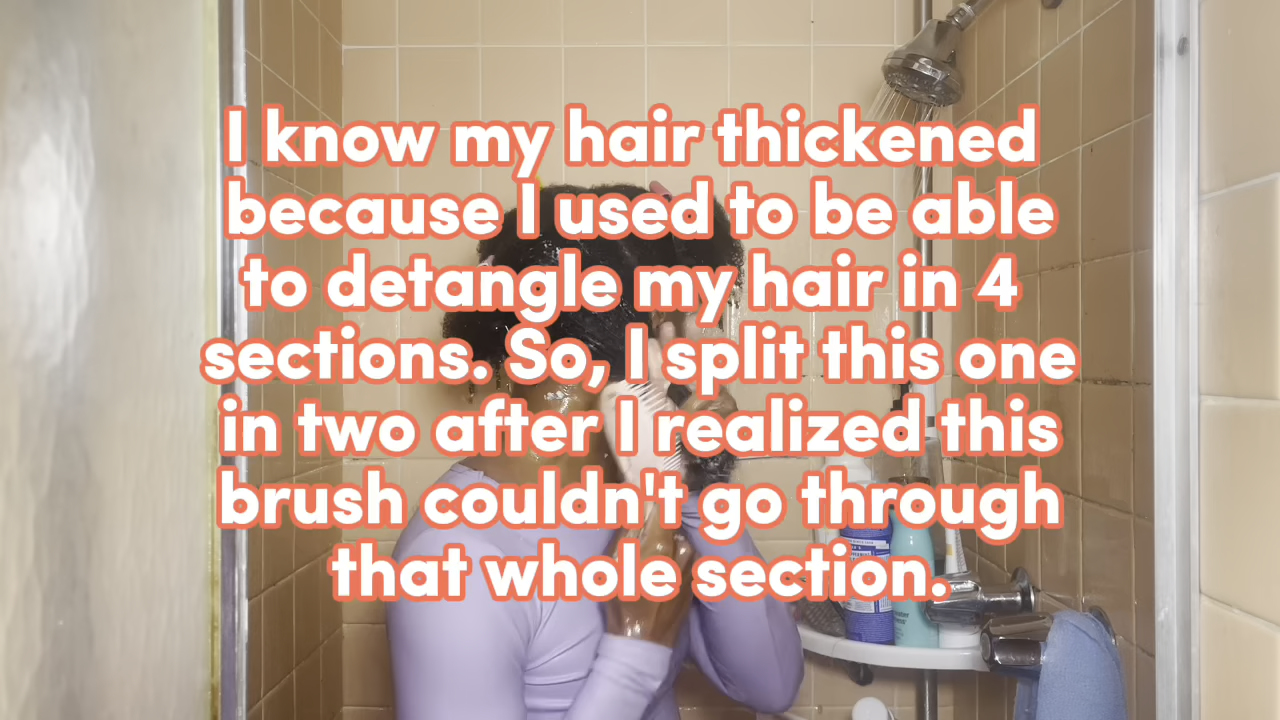 I know my hair thickened
because I used to be able
to detangle my hair in 4
sections. So, I split this one
in two after I realized this
brush couldn't go through
that whole section.